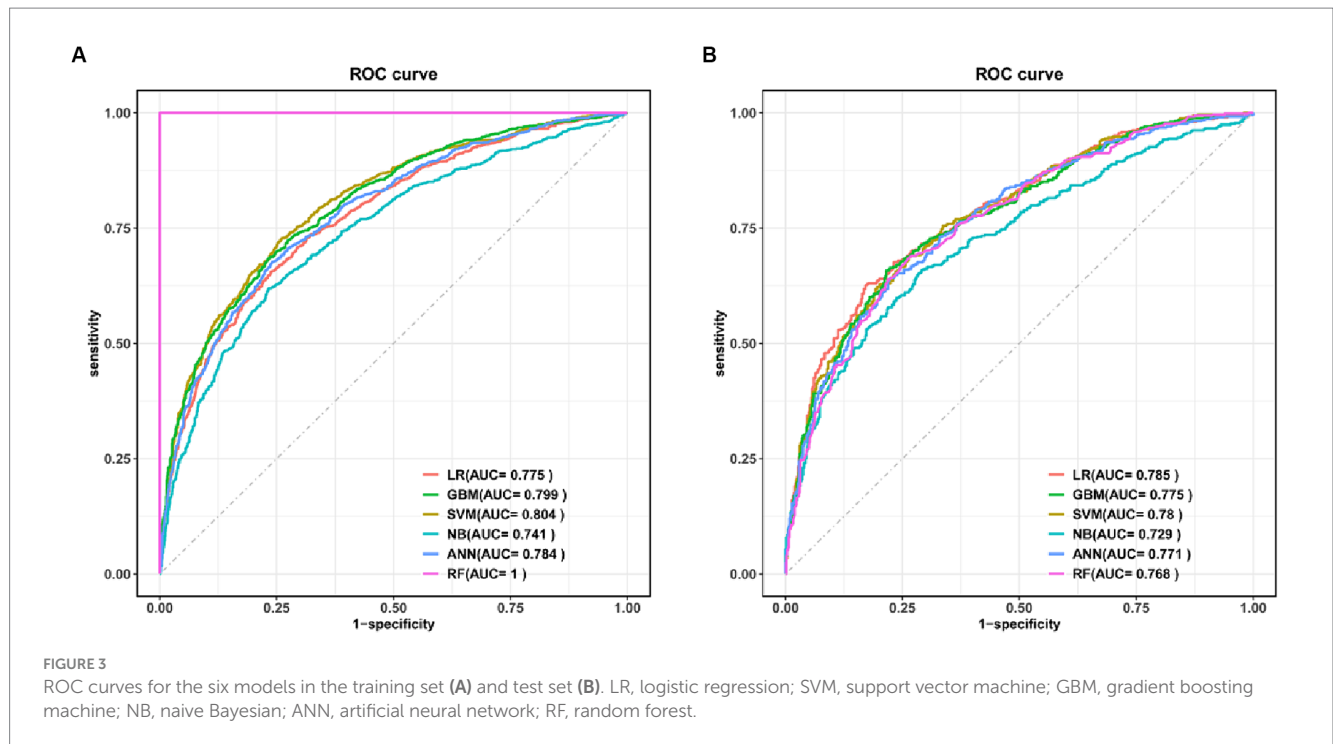 A
ROC curve
1.00
0.75
0.50
0.25
0.00
sensitivity
LR(AUC= 0.775 )
GBM(AUC= 0.799 )
SVM(AUC= 0.804 )
NB(AUC= 0.741 )
ANN(AUC= 0.784 )
RF(AUC= 1 )
0.00 0.25 0.50 0.75 1.00
1-specificity
B
ROC curve
1.00
0.75
0.50
0.25
0.00
sensitivity
LR(AUC= 0.785 )
GBM(AUC= 0.775 )
SVM(AUC= 0.78 )
NB(AUC= 0.729 )
ANN(AUC= 0.771 )
RF(AUC= 0.768 )
0.00 0.25 0.50 0.75 1.00
1-specificity
FIGURE 3
ROC curves for the six models in the training set (A) and test set (B). LR, logistic regression; SVM, support vector machine; GBM, gradient boosting
machine; NB, naive Bayesian; ANN, artificial neural network; RF, random forest.